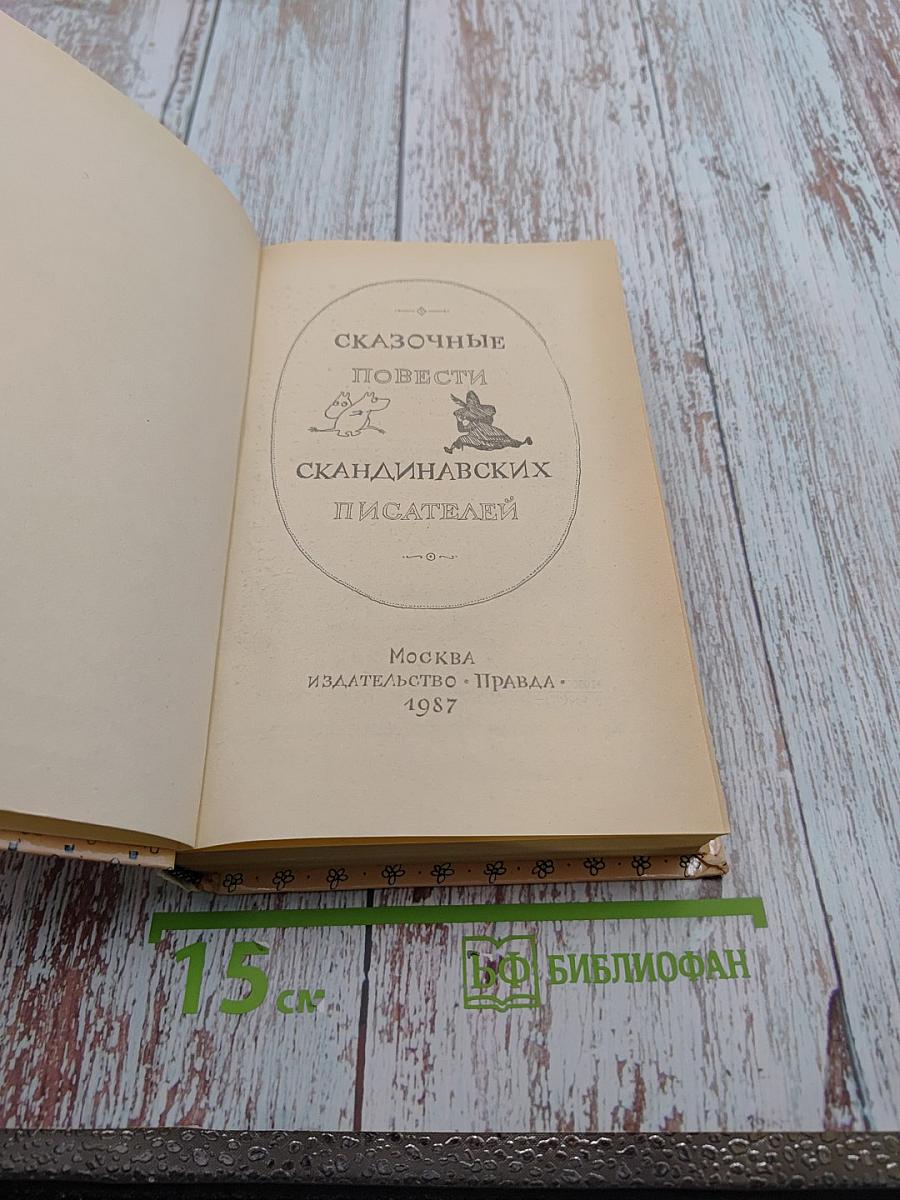 СКАЗОЧНЫЕ
ПОВЕСТИ
СКАНДИНАВСКИХ
ПИСАТЕЛЕЙ
МОСКВА
ИЗДАТЕЛЬСТВО • ПРАВДА •
1987
15 см
БФ БИБЛИОФАН